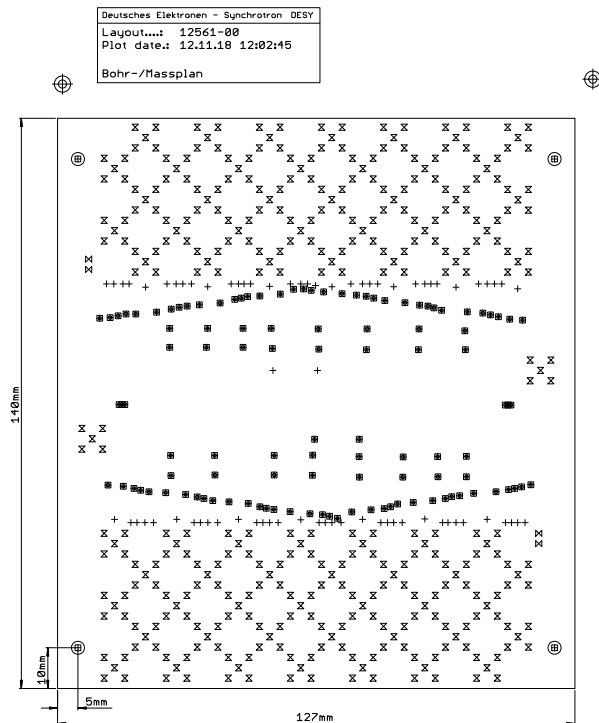 Deutsches Elektronen - Synchrotron DESY
Layout....: 12561-00
Plot date.: 12.11.18 12:02:45
Bohr-/Massplan
140mm
10mm
5mm
127mm